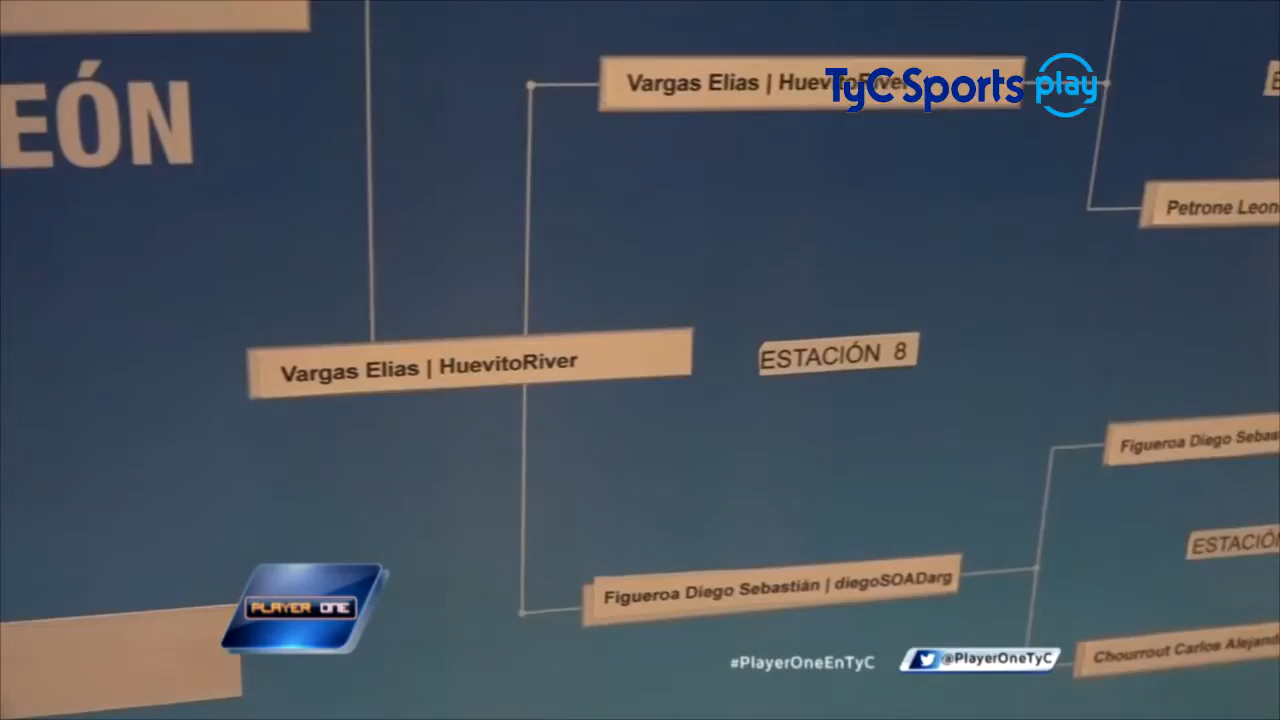 EÓN
Vargas Elias | HuevitoRiver
TyC Sports play
Petrone Leon
Vargas Elias | HuevitoRiver
ESTACIÓN 8
Figueroa Diego Sebas
ESTACIÓN
Figueroa Diego Sebastián | diegoSOADarg
PLAYER ONE
#PlayerOneEnTyC
@PlayerOneTyC
Chourrout Carlos Alejand